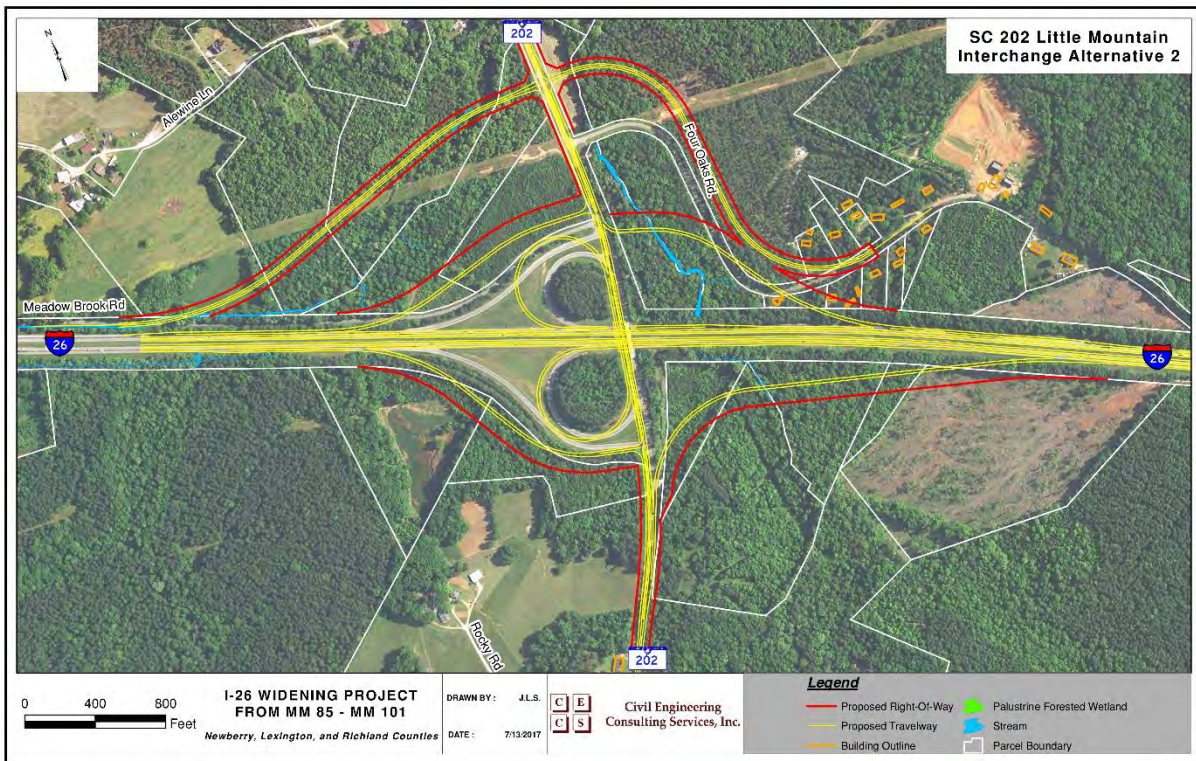 202
N
SC 202 Little Mountain
Interchange Alternative 2
Alewine Ln
Four Oaks Rd.
Meadow Brook Rd
26
26
Rocky Rd
202
0 400 800
Feet
I-26 WIDENING PROJECT
FROM MM 85 - MM 101
Newberry, Lexington, and Richland Counties
DRAWN BY : J.L.S.
DATE : 7/13/2017
C E
C S
Civil Engineering
Consulting Services, Inc.
Legend
Proposed Right-Of-Way
Proposed Travelway
Building Outline
Palustrine Forested Wetland
Stream
Parcel Boundary